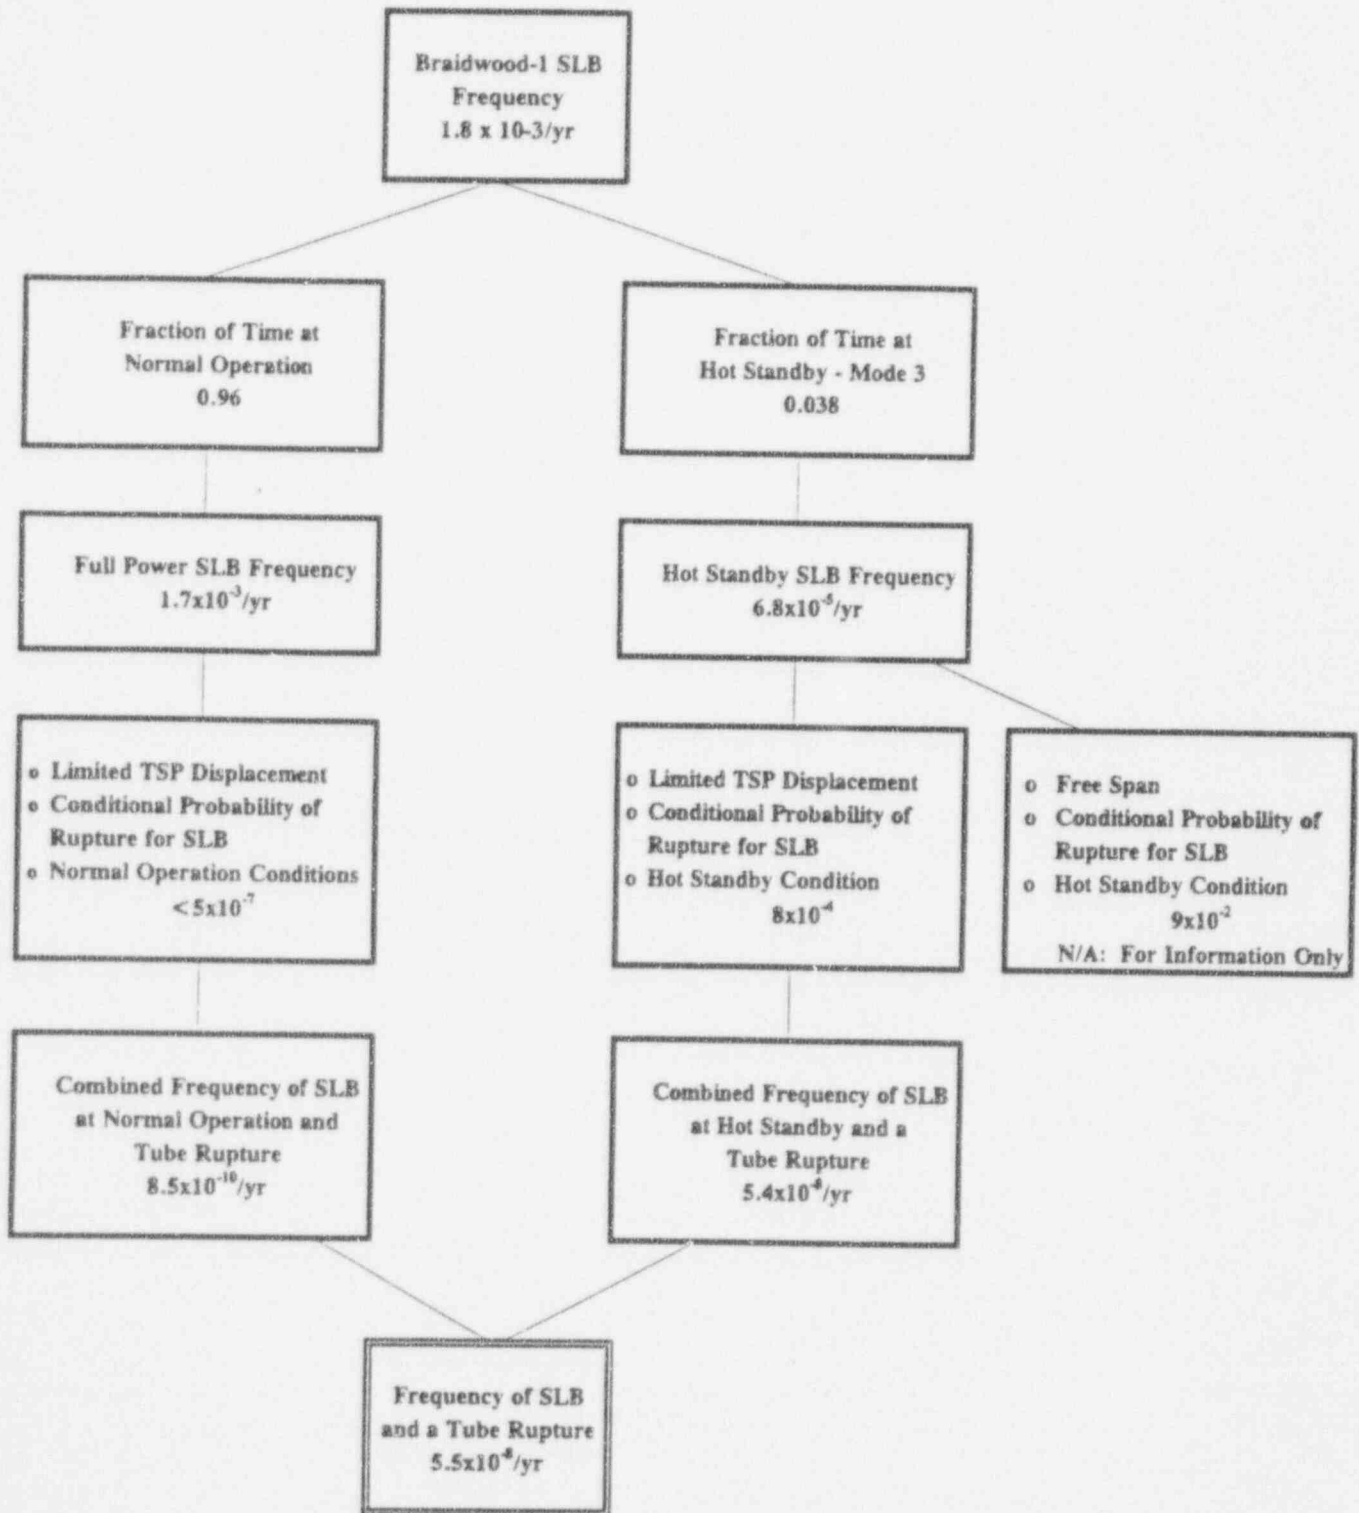 Braidwood-1 SLB
Frequency
1.8 x 10-3/yr
Fraction of Time at
Normal Operation
0.96
Fraction of Time at
Hot Standby - Mode 3
0.038
Full Power SLB Frequency
1.7x10⁻³/yr
Hot Standby SLB Frequency
6.8x10⁻⁵/yr
o Limited TSP Displacement
o Conditional Probability of
Rupture for SLB
o Normal Operation Conditions
<5x10⁻⁷
o Limited TSP Displacement
o Conditional Probability of
Rupture for SLB
o Hot Standby Condition
8x10⁻⁴
o Free Span
o Conditional Probability of
Rupture for SLB
o Hot Standby Condition
9x10⁻²
N/A: For Information Only
Combined Frequency of SLB
at Normal Operation and
Tube Rupture
8.5x10⁻¹⁰/yr
Combined Frequency of SLB
at Hot Standby and a
Tube Rupture
5.4x10⁻⁸/yr
Frequency of SLB
and a Tube Rupture
5.5x10⁻⁸/yr